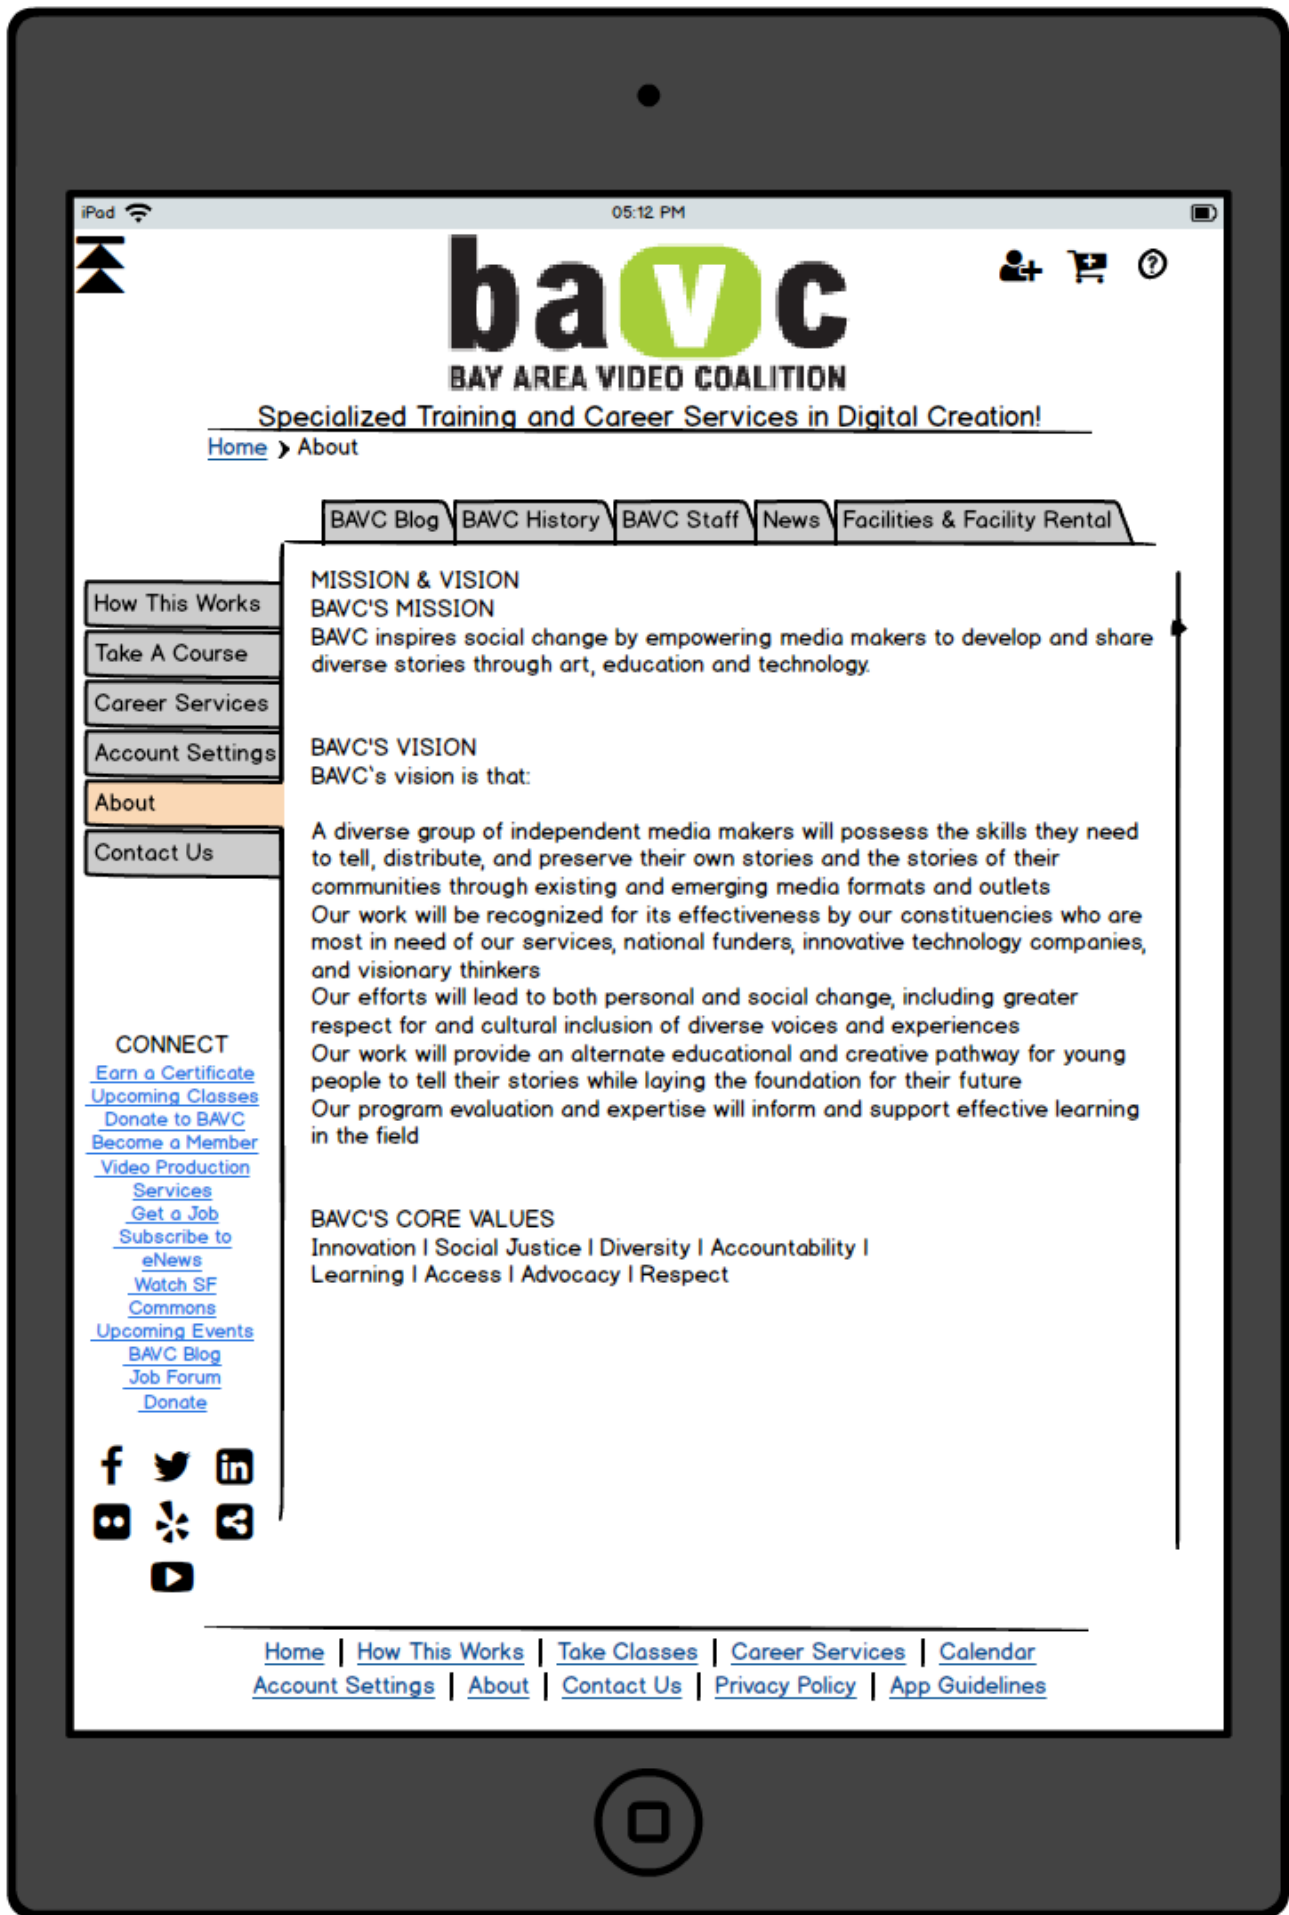 iPad
05:12 PM
bavc
BAY AREA VIDEO COALITION
Specialized Training and Career Services in Digital Creation!
Home ❯ About
BAVC Blog BAVC History BAVC Staff News Facilities & Facility Rental
How This Works
Take A Course
Career Services
Account Settings
About
Contact Us
MISSION & VISION
BAVC'S MISSION
BAVC inspires social change by empowering media makers to develop and share
diverse stories through art, education and technology.
BAVC'S VISION
BAVC`s vision is that:
A diverse group of independent media makers will possess the skills they need
to tell, distribute, and preserve their own stories and the stories of their
communities through existing and emerging media formats and outlets
Our work will be recognized for its effectiveness by our constituencies who are
most in need of our services, national funders, innovative technology companies,
and visionary thinkers
Our efforts will lead to both personal and social change, including greater
respect for and cultural inclusion of diverse voices and experiences
Our work will provide an alternate educational and creative pathway for young
people to tell their stories while laying the foundation for their future
Our program evaluation and expertise will inform and support effective learning
in the field
BAVC'S CORE VALUES
Innovation | Social Justice | Diversity | Accountability |
Learning | Access | Advocacy | Respect
CONNECT
Earn a Certificate
Upcoming Classes
Donate to BAVC
Become a Member
Video Production
Services
Get a Job
Subscribe to
eNews
Watch SF
Commons
Upcoming Events
BAVC Blog
Job Forum
Donate
Home | How This Works | Take Classes | Career Services | Calendar
Account Settings | About | Contact Us | Privacy Policy | App Guidelines